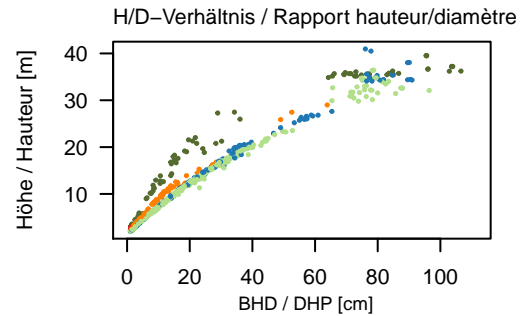 H/D−Verhältnis / Rapport hauteur/diamètre
Höhe / Hauteur [m]
40
30
20
10
0 20 40 60 80 100
BHD / DHP [cm]